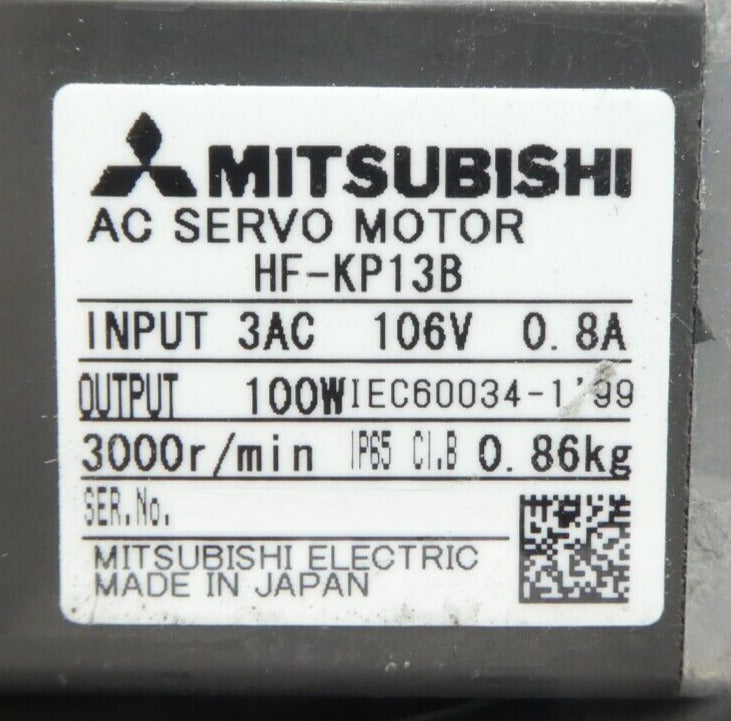 MITSUBISHI
AC SERVO MOTOR
HF-KP13B
INPUT 3AC 106V 0.8A
OUTPUT 100W IEC60034-1'99
3000r/min IP65 Cl.B 0.86kg
SER.No.
MITSUBISHI ELECTRIC
MADE IN JAPAN